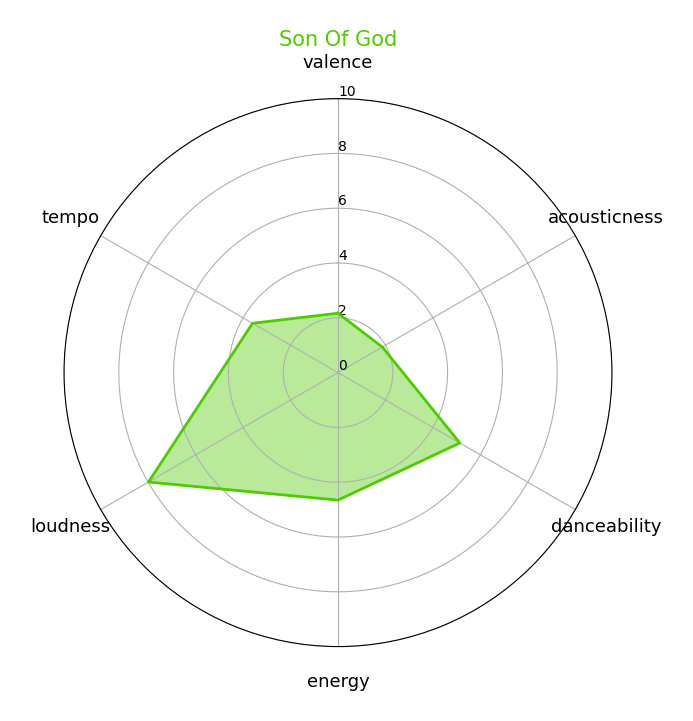 Son Of God
valence
10
8
tempo
acousticness
6
4
2
0
loudness
danceability
energy